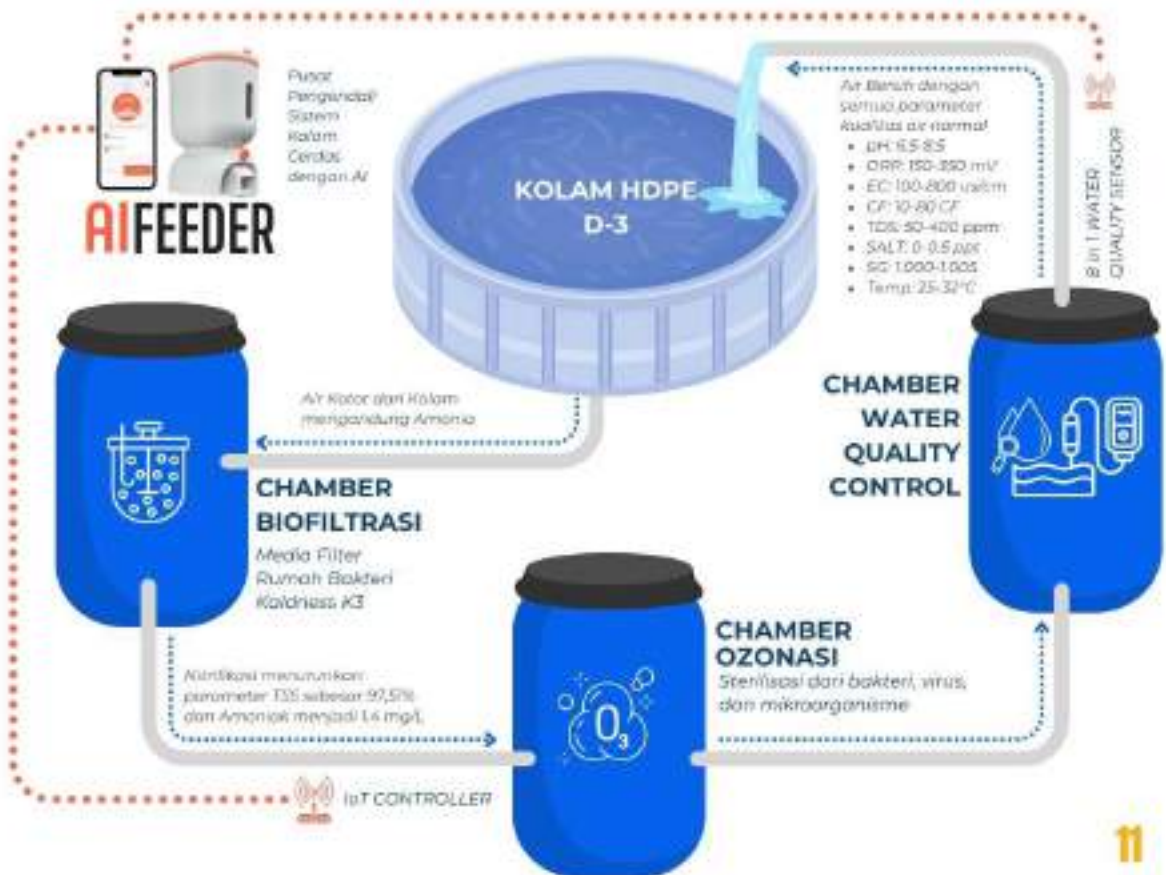 Pusat
Pengendali
Sistem
Kolam
Cerdas
dengan AI
AIFEEDER
KOLAM HDPE
D-3
Air Bersih dengan
semua parameter
kualitas air normal
• pH: 6.5-8.5
• ORP: 150-350 mV
• EC: 100-800 us/cm
• CF: 10-80 CF
• TDS: 50-400 ppm
• SALT: 0-0.5 ppt
• SG: 1.000-1.005
• Temp: 25-32°C
8 in 1 WATER
QUALITY SENSOR
Air Kotor dari Kolam
mengandung Amonia
CHAMBER
BIOFILTRASI
Media Filter
Rumah Bakteri
Kaldness K3
CHAMBER
WATER
QUALITY
CONTROL
Nitrifikasi menurunkan
parameter TSS sebesar 97,51%
dan Amoniak menjadi 1.4 mg/L
O3
CHAMBER
OZONASI
Sterilisasi dari bakteri, virus,
dan mikroorganisme
IoT CONTROLLER
11